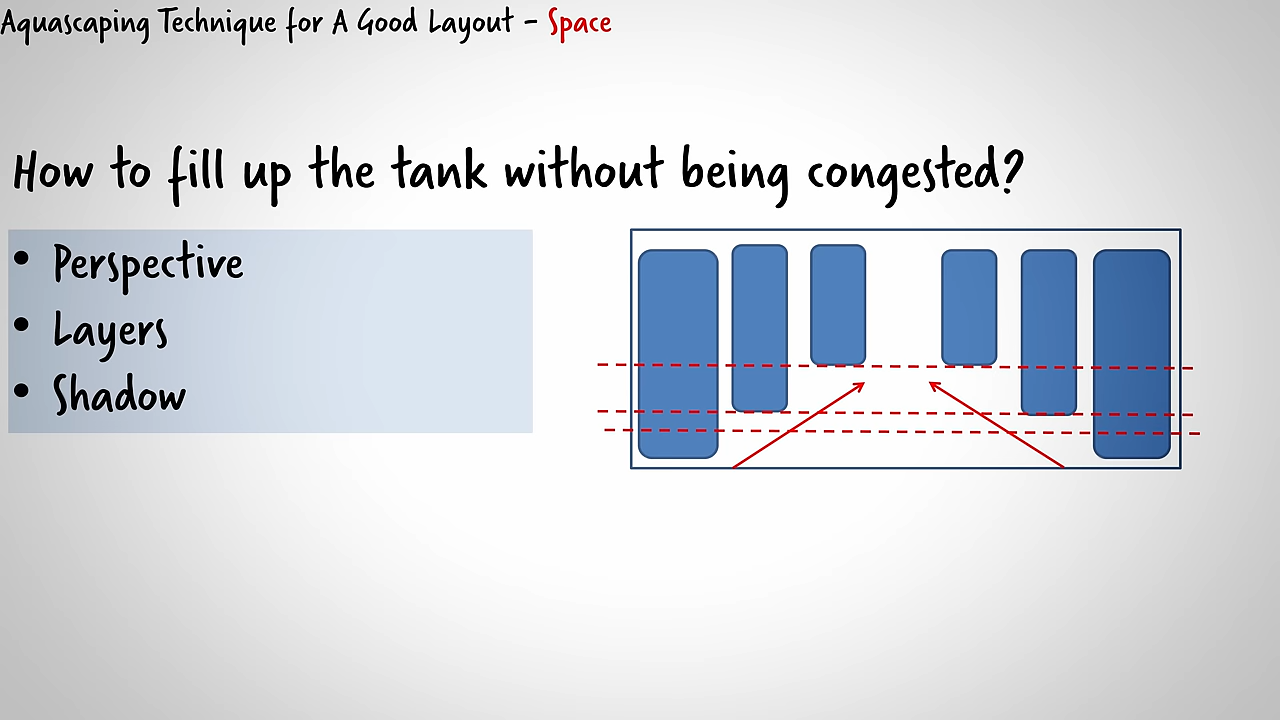 Aquascaping Technique for A Good Layout - Space
How to fill up the tank without being congested?
• Perspective
• Layers
• Shadow